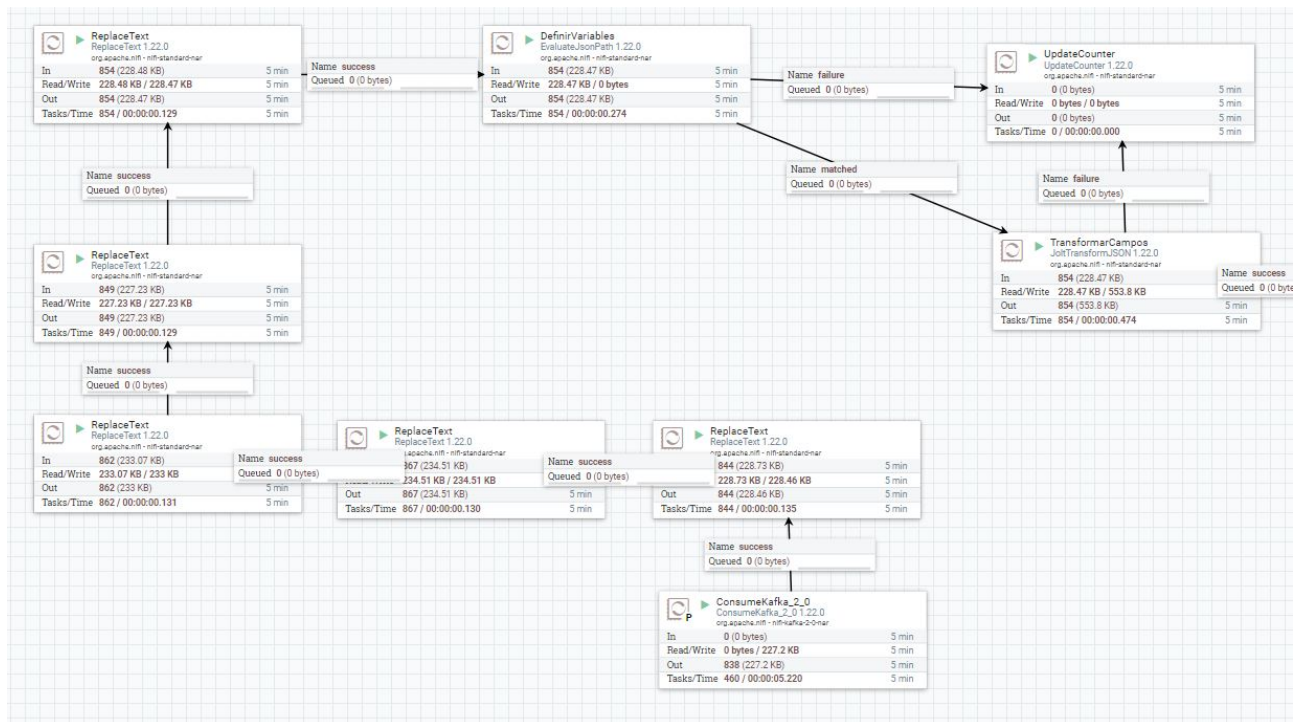 ReplaceText
ReplaceText 1.22.0
org.apache.nifi - nifi-standard-nar
In 854 (228.48 KB) 5 min
Read/Write 228.48 KB / 228.47 KB 5 min
Out 854 (228.47 KB) 5 min
Tasks/Time 854 / 00:00:00.129 5 min
Name success
Queued 0 (0 bytes)
DefinirVariables
EvaluateJsonPath 1.22.0
org.apache.nifi - nifi-standard-nar
In 854 (228.47 KB) 5 min
Read/Write 228.47 KB / 0 bytes 5 min
Out 854 (228.47 KB) 5 min
Tasks/Time 854 / 00:00:00.274 5 min
Name failure
Queued 0 (0 bytes)
UpdateCounter
UpdateCounter 1.22.0
org.apache.nifi - nifi-standard-nar
In 0 (0 bytes) 5 min
Read/Write 0 bytes / 0 bytes 5 min
Out 0 (0 bytes) 5 min
Tasks/Time 0 / 00:00:00.000 5 min
Name success
Queued 0 (0 bytes)
Name matched
Queued 0 (0 bytes)
Name failure
Queued 0 (0 bytes)
ReplaceText
ReplaceText 1.22.0
org.apache.nifi - nifi-standard-nar
In 849 (227.23 KB) 5 min
Read/Write 227.23 KB / 227.23 KB 5 min
Out 849 (227.23 KB) 5 min
Tasks/Time 849 / 00:00:00.129 5 min
TransformarCampos
JoltTransformJSON 1.22.0
org.apache.nifi - nifi-standard-nar
In 854 (228.47 KB)
Read/Write 228.47 KB / 553.8 KB
Out 854 (553.8 KB) 5 min
Tasks/Time 854 / 00:00:00.474 5 min
Name success
Queued 0 (0 byte
Name success
Queued 0 (0 bytes)
ReplaceText
ReplaceText 1.22.0
org.apache.nifi - nifi-standard-nar
In 862 (233.07 KB)
Read/Write 233.07 KB / 233 KB
Out 862 (233 KB) 5 min
Tasks/Time 862 / 00:00:00.131 5 min
Name success
Queued 0 (0 bytes)
ReplaceText
ReplaceText 1.22.0
.apache.nifi - nifi-standard-nar
867 (234.51 KB)
234.51 KB / 234.51 KB
Out 867 (234.51 KB) 5 min
Tasks/Time 867 / 00:00:00.130 5 min
Name success
Queued 0 (0 bytes)
ReplaceText
ReplaceText 1.22.0
org.apache.nifi - nifi-standard-nar
844 (228.73 KB) 5 min
228.73 KB / 228.46 KB 5 min
Out 844 (228.46 KB) 5 min
Tasks/Time 844 / 00:00:00.135 5 min
Name success
Queued 0 (0 bytes)
P
ConsumeKafka_2_0
ConsumeKafka_2_0 1.22.0
org.apache.nifi - nifi-kafka-2-0-nar
In 0 (0 bytes) 5 min
Read/Write 0 bytes / 227.2 KB 5 min
Out 838 (227.2 KB) 5 min
Tasks/Time 460 / 00:00:05.220 5 min